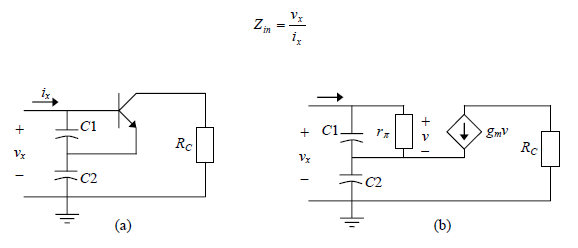 Z_in = v_x / i_x
i_x
+
C1
v_x
R_C
−
C2
(a)
+
C1
r_π
+
v
−
g_m v
v_x
R_C
−
C2
(b)